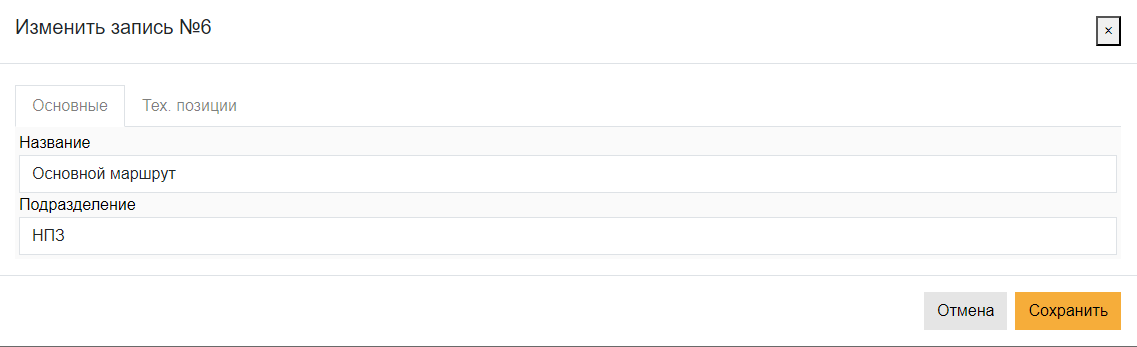 Изменить запись №6
×
Основные Тех. позиции
Название
Основной маршрут
Подразделение
НПЗ
Отмена Сохранить